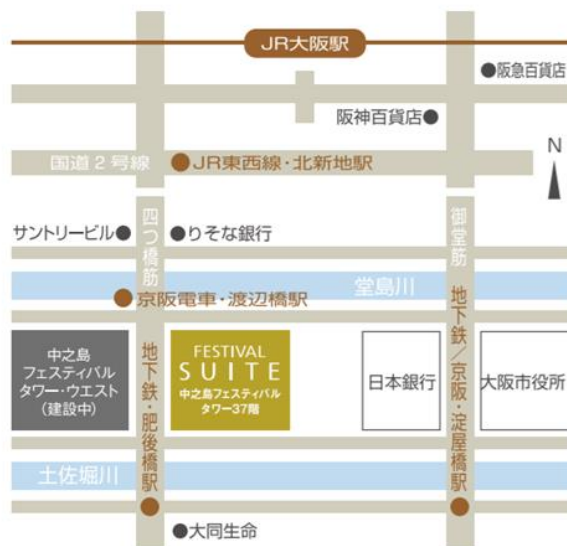 JR大阪駅
●阪急百貨店
阪神百貨店●
N
国道2号線
●JR東西線・北新地駅
サントリービル●
四つ橋筋
●りそな銀行
御堂筋
堂島川
●京阪電車・渡辺橋駅
中之島
フェスティバル
タワー・ウエスト
(建設中)
地下鉄・肥後橋駅
FESTIVAL
SUITE
中之島フェスティバル
タワー37階
日本銀行
地下鉄/京阪・淀屋橋駅
大阪市役所
土佐堀川
●大同生命